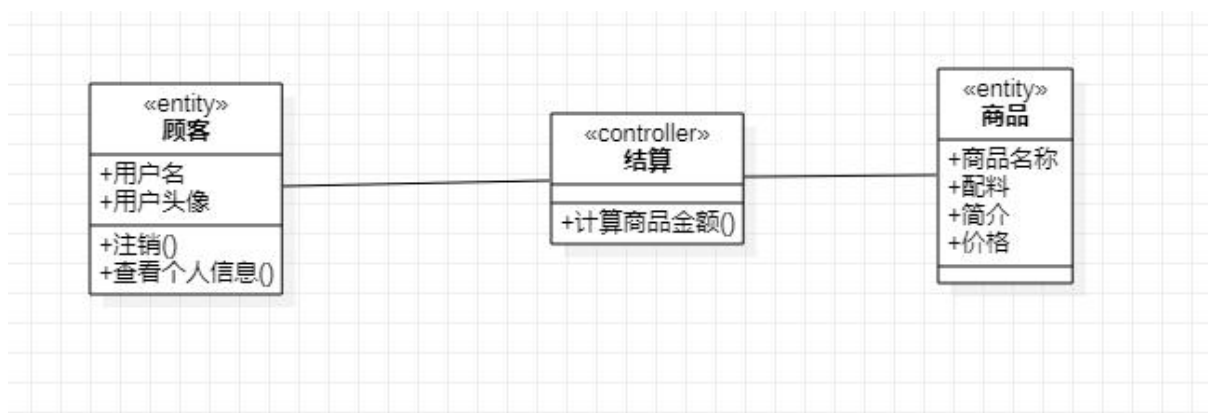 «entity»
顾客
+用户名
+用户头像
+注销()
+查看个人信息()
«controller»
结算
+计算商品金额()
«entity»
商品
+商品名称
+配料
+简介
+价格